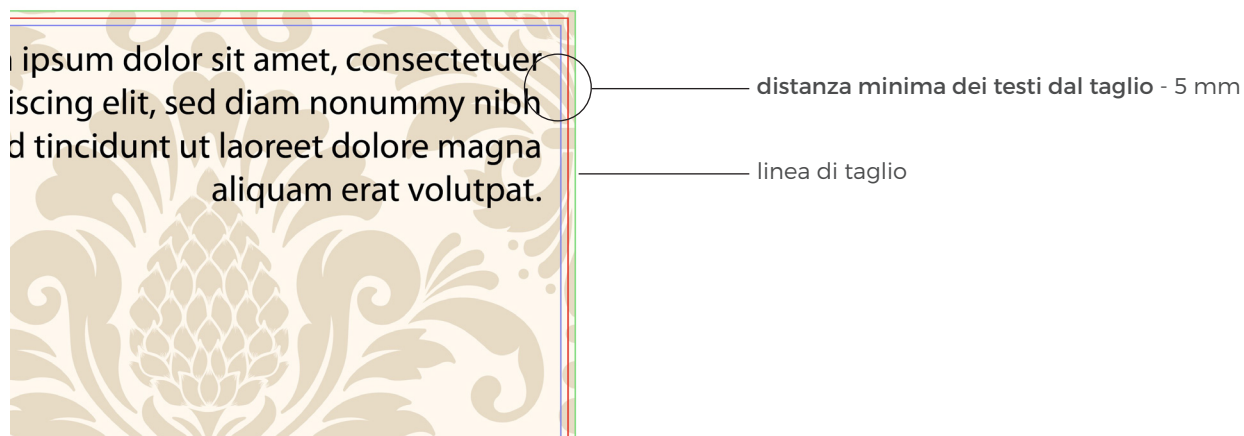 ipsum dolor sit amet, consectetuer
iscing elit, sed diam nonummy nibh
d tincidunt ut laoreet dolore magna
aliquam erat volutpat.
distanza minima dei testi dal taglio - 5 mm
linea di taglio